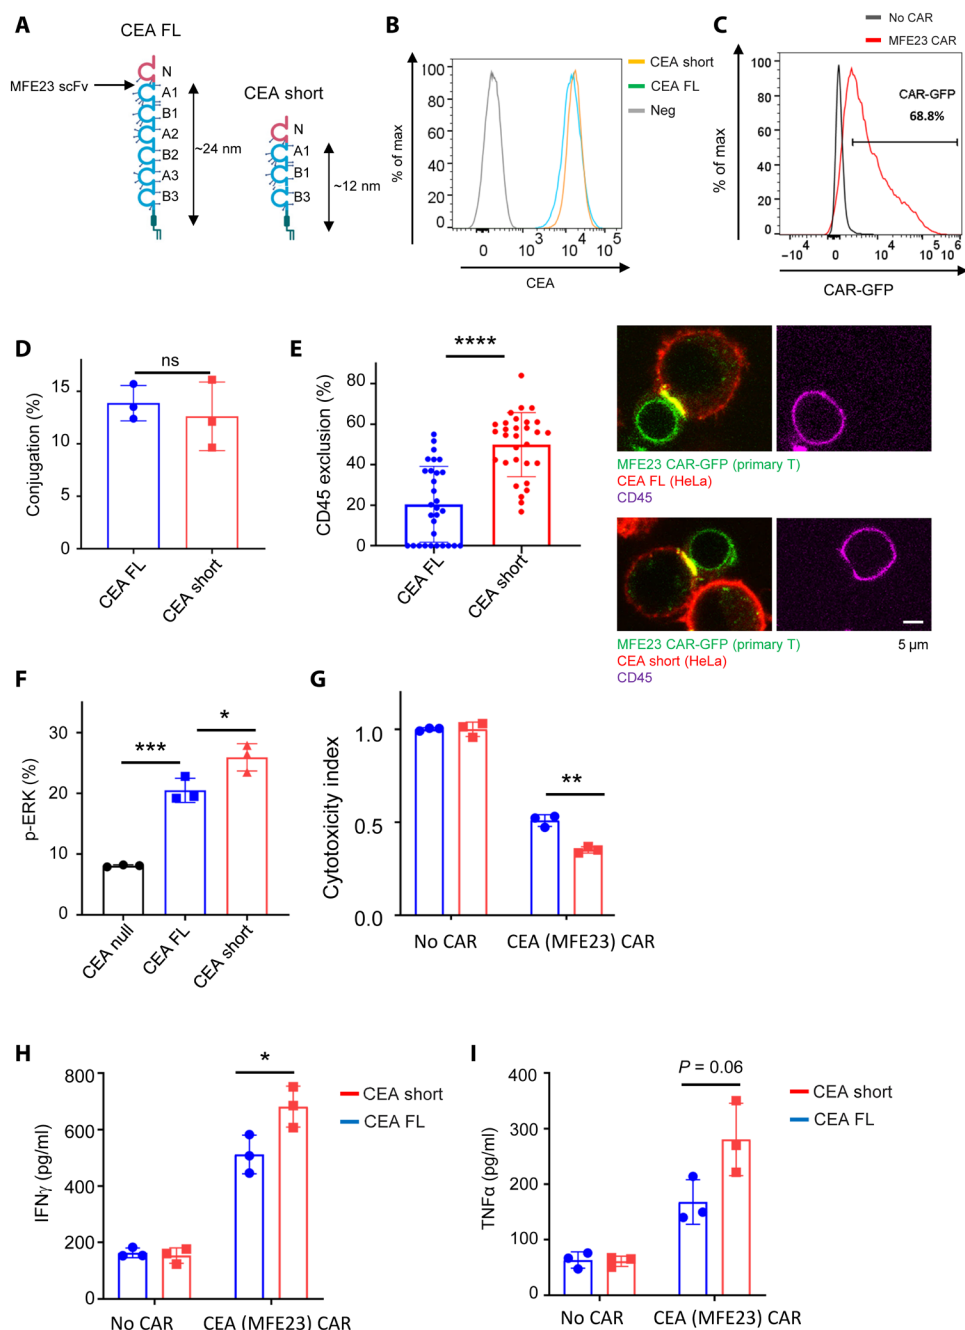 A
CEA FL
MFE23 scFv
N
A1
B1
A2
B2
A3
B3
~24 nm
CEA short
N
A1
B1
B3
~12 nm
B
% of max
100
80
60
40
20
0
0
10 3
10 4
10 5
CEA
CEA short
CEA FL
Neg
C
No CAR
MFE23 CAR
% of max
100
80
60
40
20
0
CAR-GFP
68.8%
−10 4
0
10 4
10 5
10 6
CAR-GFP
D
ns
Conjugation (%)
15
10
5
0
CEA FL
CEA short
E
****
CD45 exclusion (%)
80
60
40
20
0
CEA FL
CEA short
MFE23 CAR-GFP (primary T)
CEA FL (HeLa)
CD45
MFE23 CAR-GFP (primary T)
CEA short (HeLa)
CD45
5 µm
F
***
*
p-ERK (%)
30
20
10
0
CEA null
CEA FL
CEA short
G
**
Cytotoxicity index
1.0
0.5
0.0
No CAR
CEA (MFE23) CAR
H
*
IFNγ (pg/ml)
800
600
400
200
0
No CAR
CEA (MFE23) CAR
CEA short
CEA FL
I
P = 0.06
TNFα (pg/ml)
400
300
200
100
0
No CAR
CEA (MFE23) CAR
CEA short
CEA FL